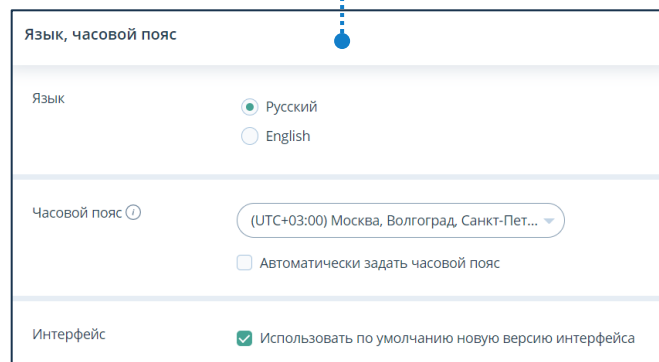 Язык, часовой пояс
Язык
Русский
English
Часовой пояс
(UTC+03:00) Москва, Волгоград, Санкт-Пет...
Автоматически задать часовой пояс
Интерфейс
Использовать по умолчанию новую версию интерфейса